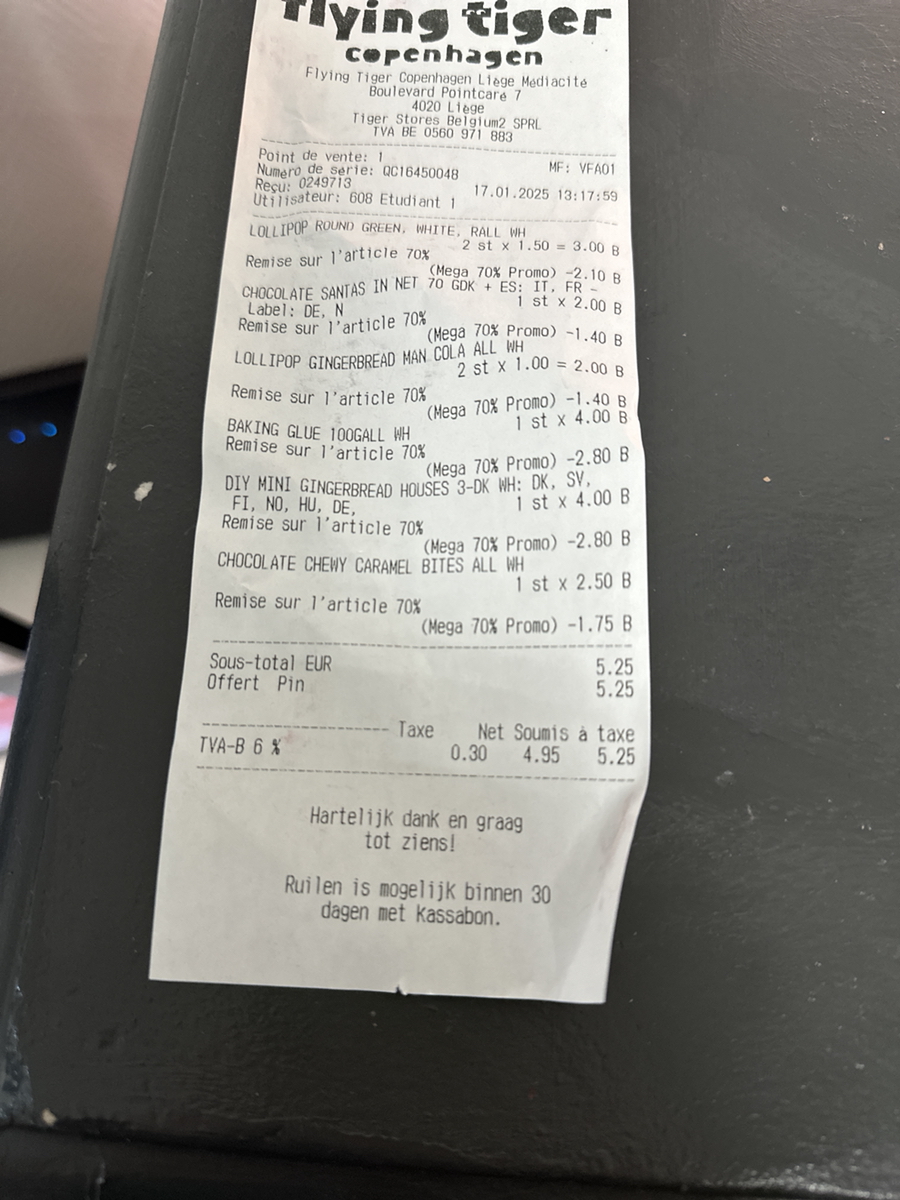 flying tiger
copenhagen
Flying Tiger Copenhagen Liège Médiacité
Boulevard Pointcaré 7
4020 Liège
Tiger Stores Belgium2 SPRL
TVA BE 0560 971 883
Point de vente: 1 MF: VFA01
Numéro de série: QC16450048
Reçu: 0249713 17.01.2025 13:17:59
Utilisateur: 608 Etudiant 1
LOLLIPOP ROUND GREEN, WHITE, RALL WH
2 st x 1.50 = 3.00 B
Remise sur l'article 70%
(Mega 70% Promo) -2.10 B
CHOCOLATE SANTAS IN NET 70 GDK + ES: IT, FR -
Label: DE, N 1 st x 2.00 B
Remise sur l'article 70%
(Mega 70% Promo) -1.40 B
LOLLIPOP GINGERBREAD MAN COLA ALL WH
2 st x 1.00 = 2.00 B
Remise sur l'article 70%
(Mega 70% Promo) -1.40 B
BAKING GLUE 100GALL WH 1 st x 4.00 B
Remise sur l'article 70%
(Mega 70% Promo) -2.80 B
DIY MINI GINGERBREAD HOUSES 3-DK WH: DK, SV,
FI, NO, HU, DE, 1 st x 4.00 B
Remise sur l'article 70%
(Mega 70% Promo) -2.80 B
CHOCOLATE CHEWY CARAMEL BITES ALL WH
1 st x 2.50 B
Remise sur l'article 70%
(Mega 70% Promo) -1.75 B
Sous-total EUR 5.25
Offert Pin 5.25
Taxe Net Soumis à taxe
TVA-B 6 % 0.30 4.95 5.25
Hartelijk dank en graag
tot ziens!
Ruilen is mogelijk binnen 30
dagen met kassabon.